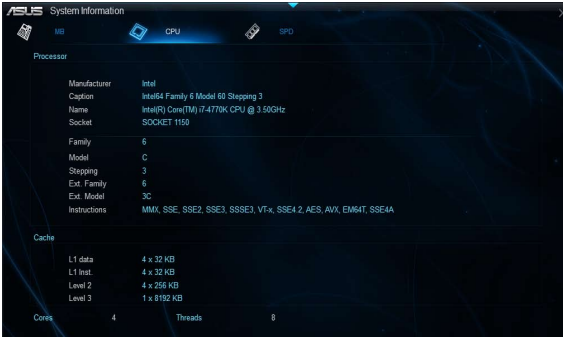 ASUS System Information
MB CPU SPD
Processor
Manufacturer Intel
Caption Intel64 Family 6 Model 60 Stepping 3
Name Intel(R) Core(TM) i7-4770K CPU @ 3.50GHz
Socket SOCKET 1150
Family 6
Model C
Stepping 3
Ext. Family 6
Ext. Model 3C
Instructions MMX, SSE, SSE2, SSE3, SSSE3, VT-x, SSE4.2, AES, AVX, EM64T, SSE4A
Cache
L1 data 4 x 32 KB
L1 Inst. 4 x 32 KB
Level 2 4 x 256 KB
Level 3 1 x 8192 KB
Cores 4 Threads 8